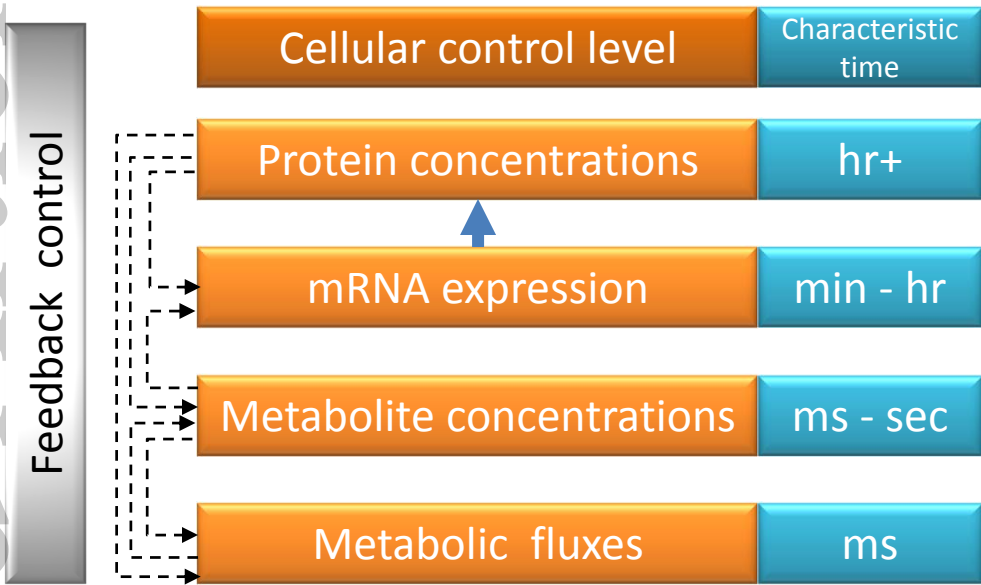 Cellular control level
Characteristic
time
Feedback control
Protein concentrations
hr+
mRNA expression
min - hr
Metabolite concentrations
ms - sec
Metabolic fluxes
ms